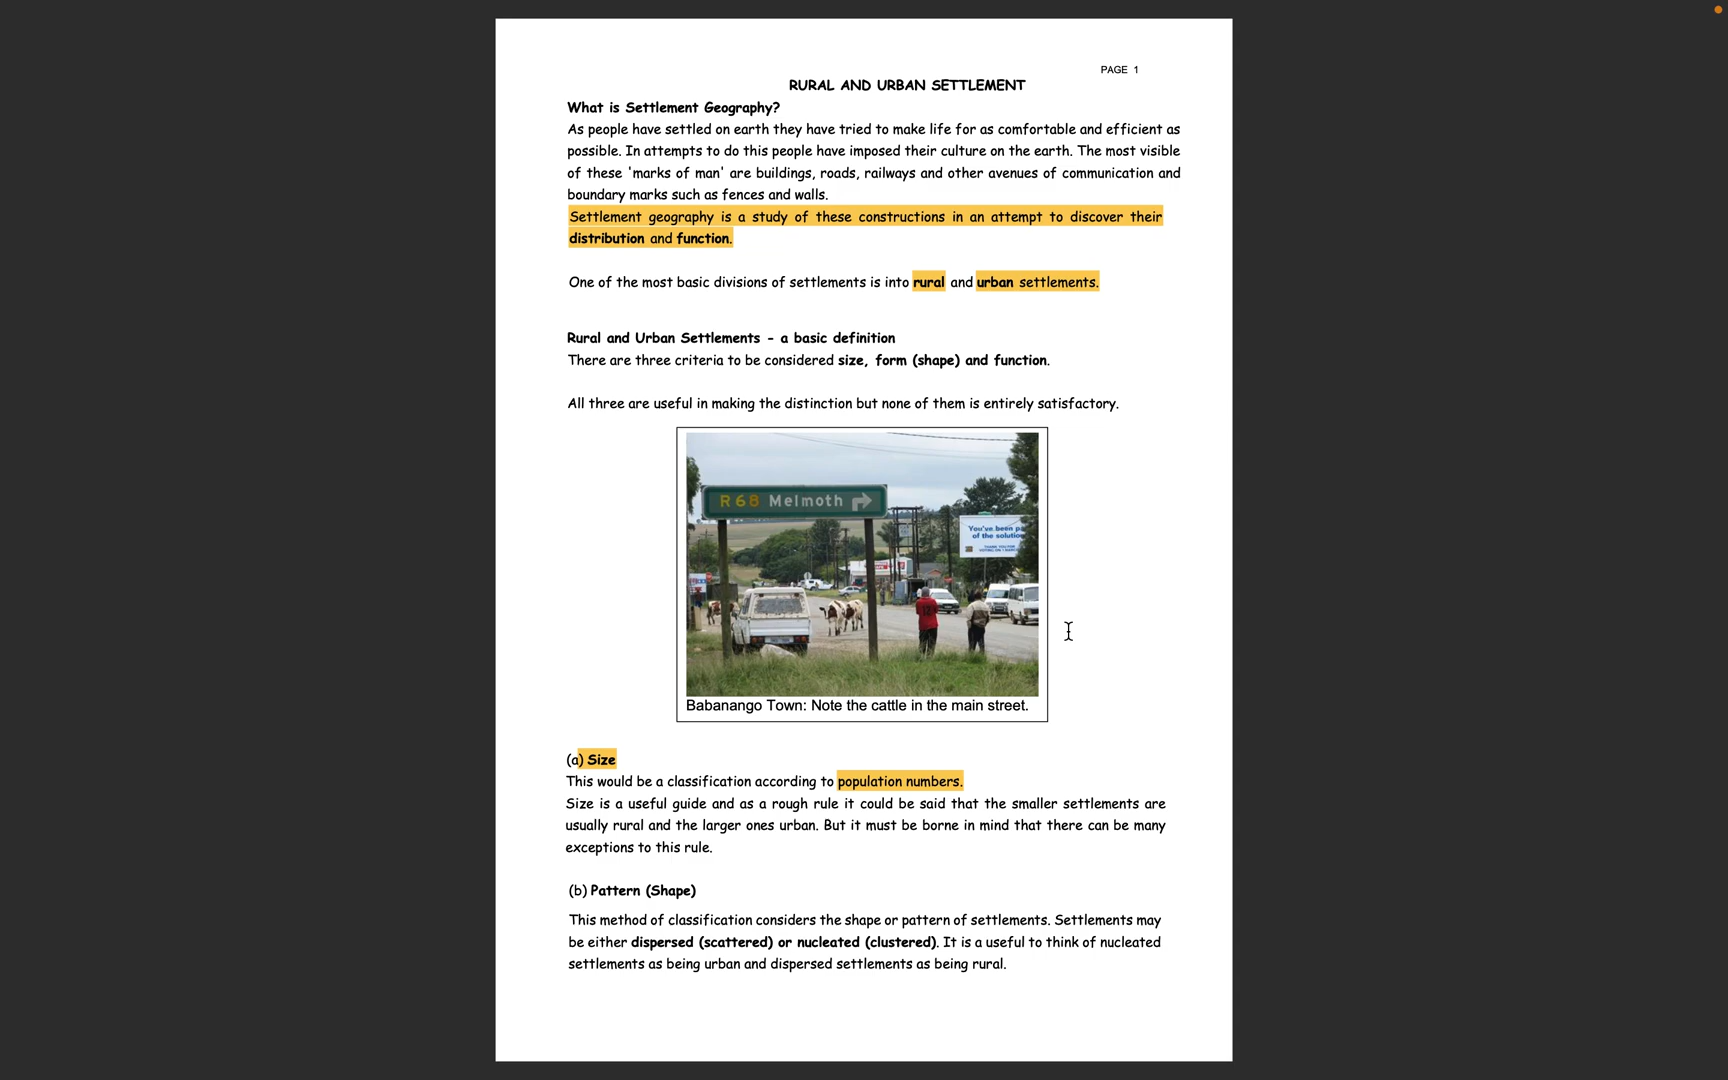 PAGE 1
RURAL AND URBAN SETTLEMENT
What is Settlement Geography?
As people have settled on earth they have tried to make life for as comfortable and efficient as
possible. In attempts to do this people have imposed their culture on the earth. The most visible
of these 'marks of man' are buildings, roads, railways and other avenues of communication and
boundary marks such as fences and walls.
Settlement geography is a study of these constructions in an attempt to discover their
distribution and function.
One of the most basic divisions of settlements is into rural and urban settlements.
Rural and Urban Settlements - a basic definition
There are three criteria to be considered size, form (shape) and function.
All three are useful in making the distinction but none of them is entirely satisfactory.
R68 Melmoth
You've been pa
of the solution
Babanango Town: Note the cattle in the main street.
(a) Size
This would be a classification according to population numbers.
Size is a useful guide and as a rough rule it could be said that the smaller settlements are
usually rural and the larger ones urban. But it must be borne in mind that there can be many
exceptions to this rule.
(b) Pattern (Shape)
This method of classification considers the shape or pattern of settlements. Settlements may
be either dispersed (scattered) or nucleated (clustered). It is a useful to think of nucleated
settlements as being urban and dispersed settlements as being rural.